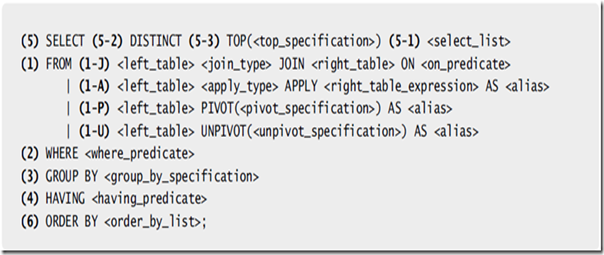 (5) SELECT (5-2) DISTINCT (5-3) TOP(<top_specification>) (5-1) <select_list>
(1) FROM (1-J) <left_table> <join_type> JOIN <right_table> ON <on_predicate>
| (1-A) <left_table> <apply_type> APPLY <right_table_expression> AS <alias>
| (1-P) <left_table> PIVOT(<pivot_specification>) AS <alias>
| (1-U) <left_table> UNPIVOT(<unpivot_specification>) AS <alias>
(2) WHERE <where_predicate>
(3) GROUP BY <group_by_specification>
(4) HAVING <having_predicate>
(6) ORDER BY <order_by_list>;